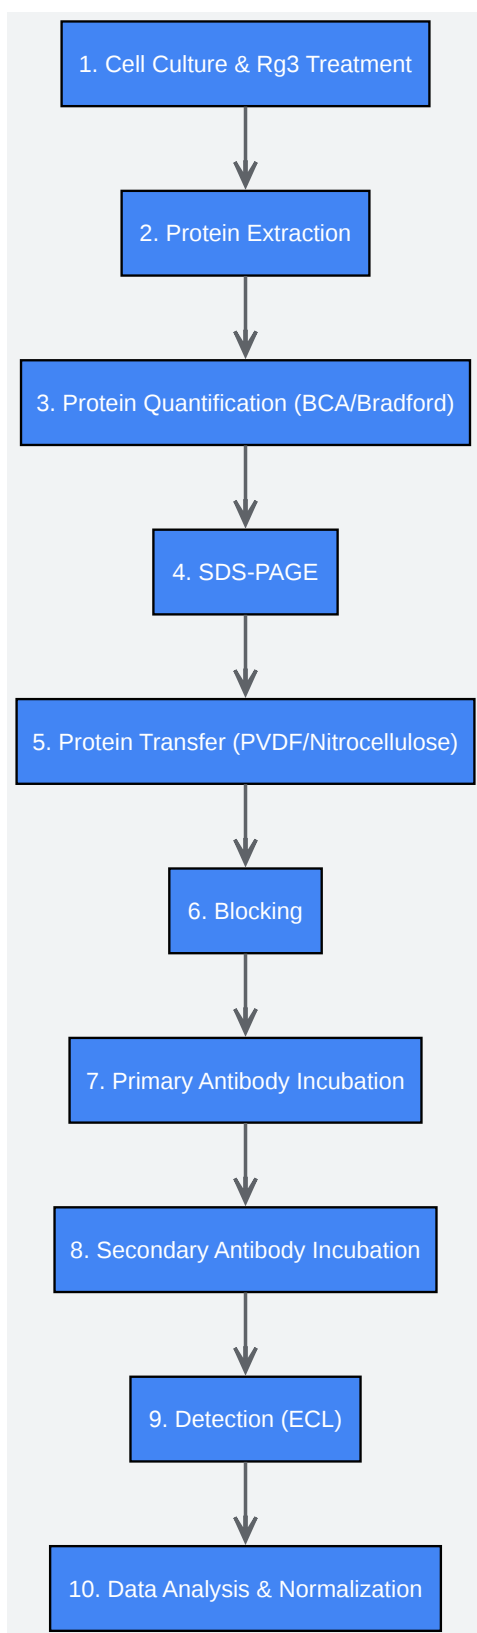 1. Cell Culture & Rg3 Treatment
2. Protein Extraction
3. Protein Quantification (BCA/Bradford)
4. SDS-PAGE
5. Protein Transfer (PVDF/Nitrocellulose)
6. Blocking
7. Primary Antibody Incubation
8. Secondary Antibody Incubation
9. Detection (ECL)
10. Data Analysis & Normalization